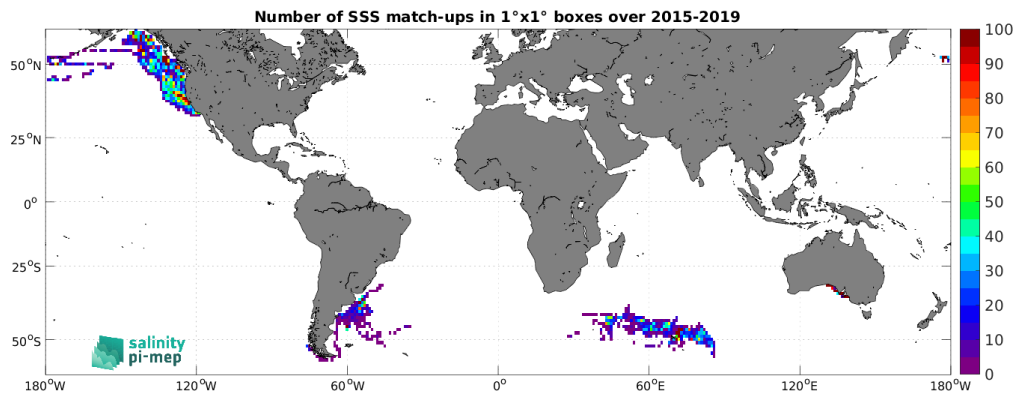 Number of SSS match-ups in 1°x1° boxes over 2015-2019
50°N
25°N
0°
25°S
50°S
180°W
120°W
60°W
0°
60°E
120°E
180°W
100
90
80
70
60
50
40
30
20
10
0
salinity
pi-mep